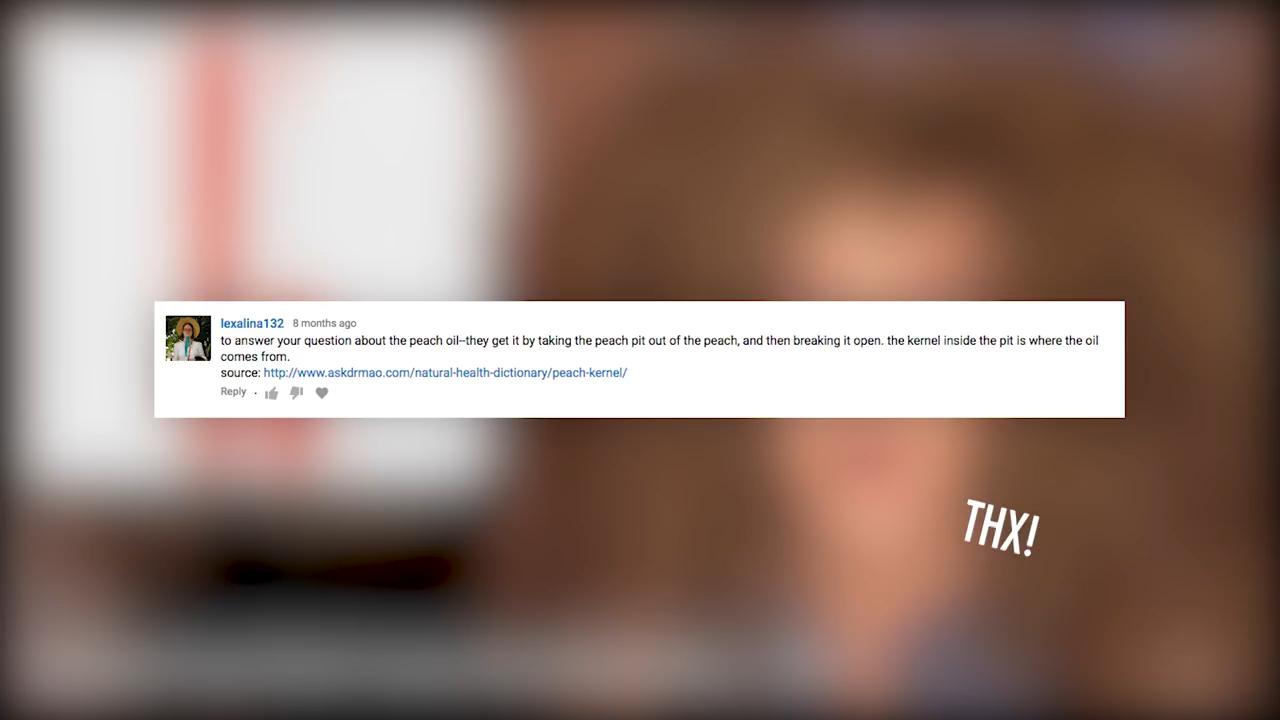 lexalina132 8 months ago
to answer your question about the peach oil--they get it by taking the peach pit out of the peach, and then breaking it open. the kernel inside the pit is where the oil
comes from.
source: http://www.askdrmao.com/natural-health-dictionary/peach-kernel/
Reply ·
THX!